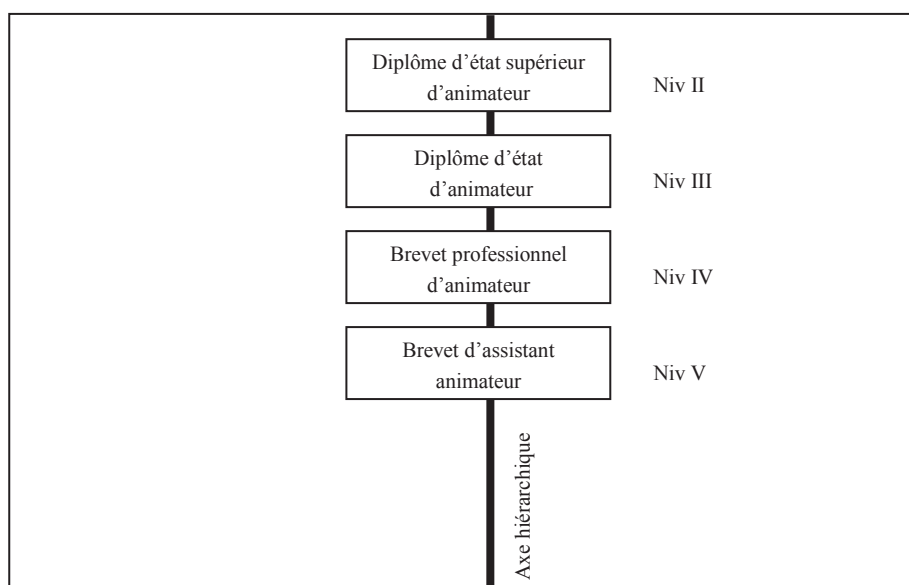 Diplôme d’état supérieur
d’animateur
Niv II
Diplôme d’état
d’animateur
Niv III
Brevet professionnel
d’animateur
Niv IV
Brevet d’assistant
animateur
Niv V
Axe hiérarchique